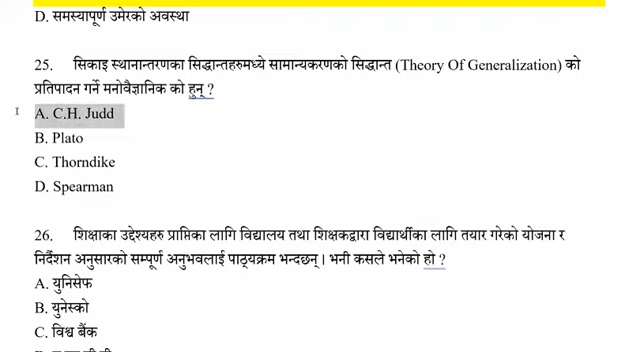 D. समस्यापूर्ण उमेरको अवस्था
25. सिकाइ स्थानान्तरणका सिद्धान्तहरुमध्ये सामान्यकरणको सिद्धान्त (Theory Of Generalization) को
प्रतिपादन गर्ने मनोवैज्ञानिक को हुन् ?
A. C.H. Judd
B. Plato
C. Thorndike
D. Spearman
26. शिक्षाका उद्देश्यहरु प्राप्तिका लागि विद्यालय तथा शिक्षकद्वारा विद्यार्थीका लागि तयार गरेको योजना र
निर्देशन अनुसारको सम्पूर्ण अनुभवलाई पाठ्यक्रम भन्दछन् । भनी कसले भनेको हो ?
A. युनिसेफ
B. युनेस्को
C. विश्व बैंक